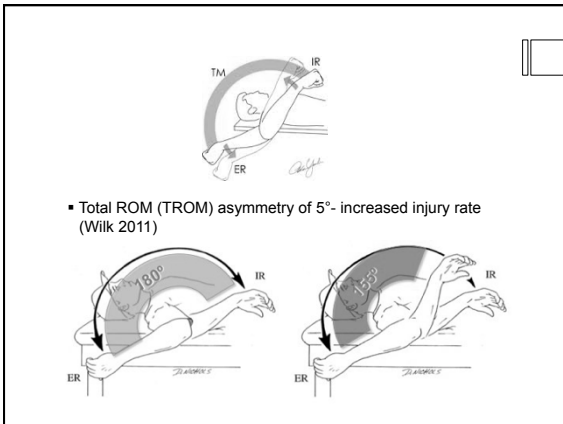 IR
TM
ER
▪ Total ROM (TROM) asymmetry of 5°- increased injury rate
(Wilk 2011)
180°
IR
ER
IR
ER